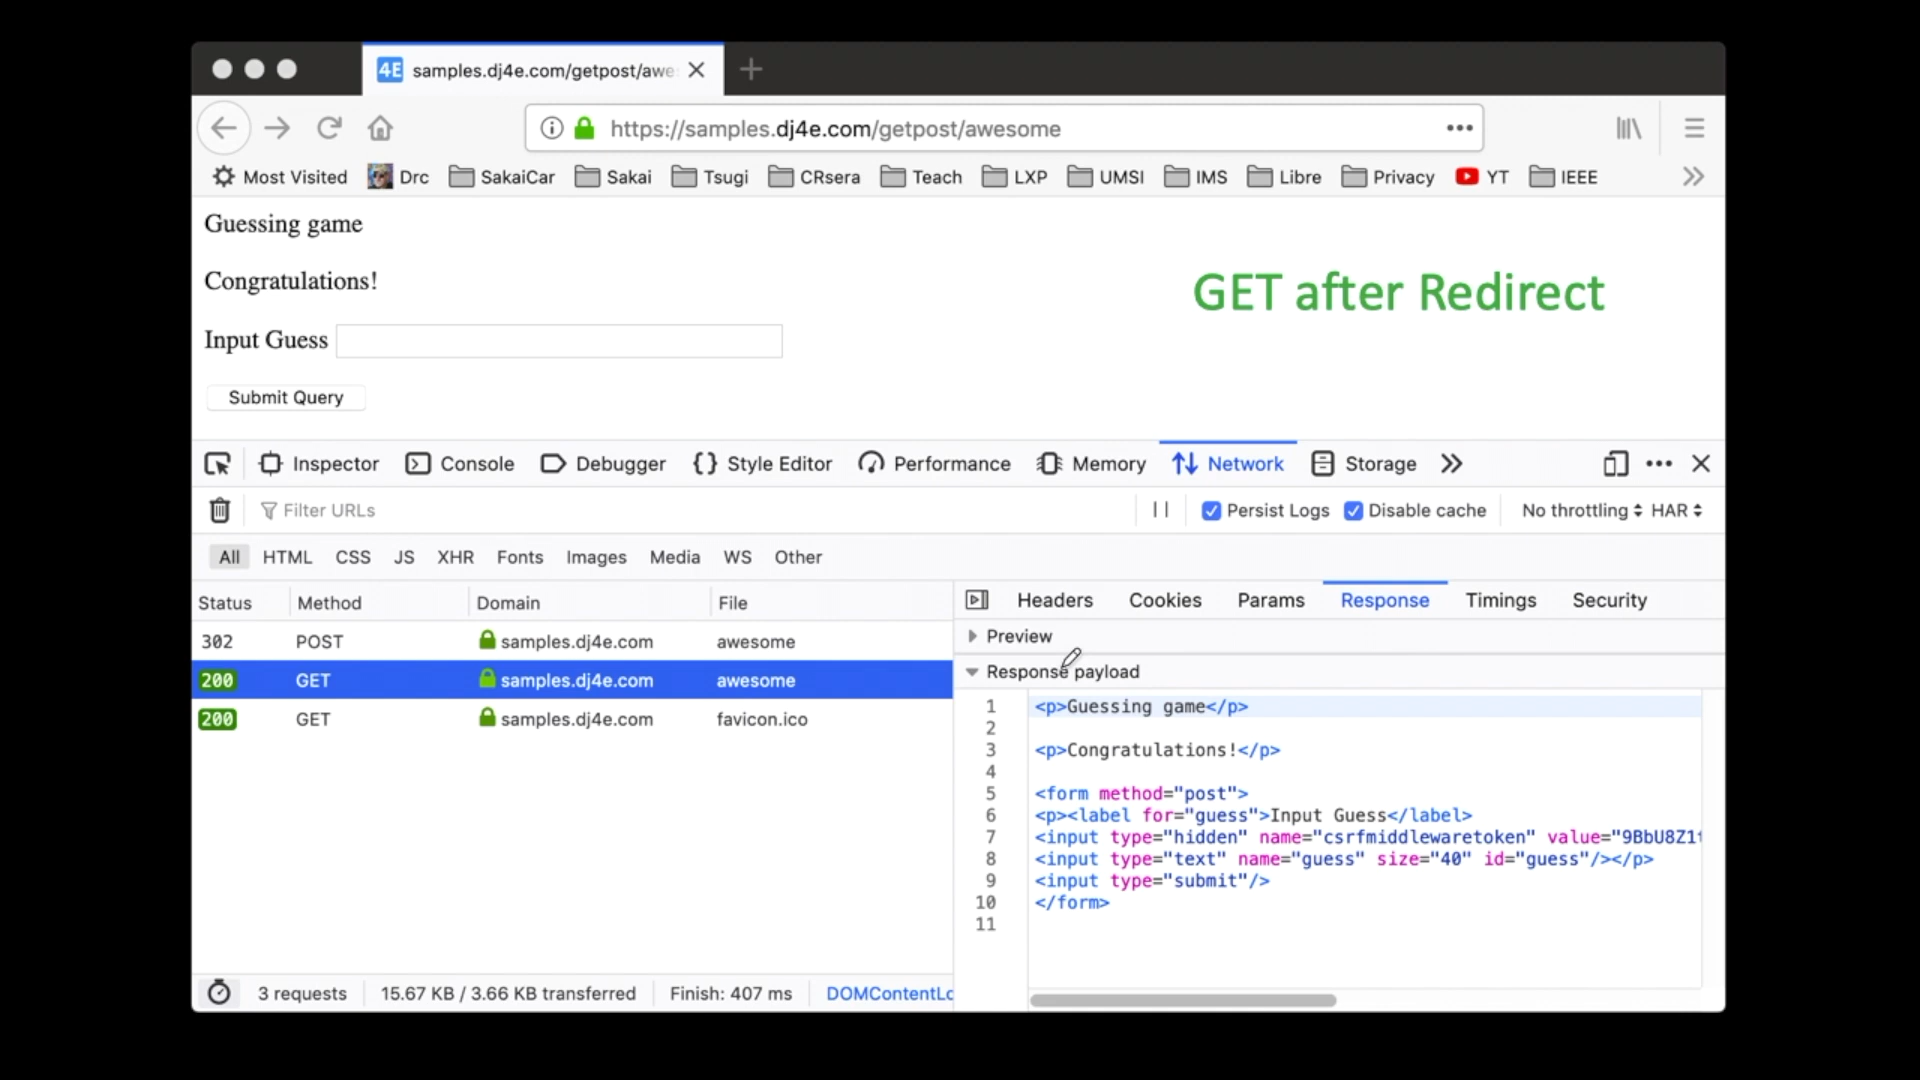 4E samples.dj4e.com/getpost/awe
https://samples.dj4e.com/getpost/awesome
Most Visited Drc SakaiCar Sakai Tsugi CRsera Teach LXP UMSI IMS Libre Privacy YT IEEE
Guessing game
Congratulations!
GET after Redirect
Input Guess
Submit Query
Inspector Console Debugger {} Style Editor Performance Memory Network Storage
Filter URLs Persist Logs Disable cache No throttling HAR
All HTML CSS JS XHR Fonts Images Media WS Other
Status Method Domain File
302 POST samples.dj4e.com awesome
200 GET samples.dj4e.com awesome
200 GET samples.dj4e.com favicon.ico
Headers Cookies Params Response Timings Security
Preview
Response payload
1 <p>Guessing game</p>
2
3 <p>Congratulations!</p>
4
5 <form method="post">
6 <p><label for="guess">Input Guess</label>
7 <input type="hidden" name="csrfmiddlewaretoken" value="9BbU8Z1
8 <input type="text" name="guess" size="40" id="guess"/></p>
9 <input type="submit"/>
10 </form>
11
3 requests 15.67 KB / 3.66 KB transferred Finish: 407 ms DOMContentLo